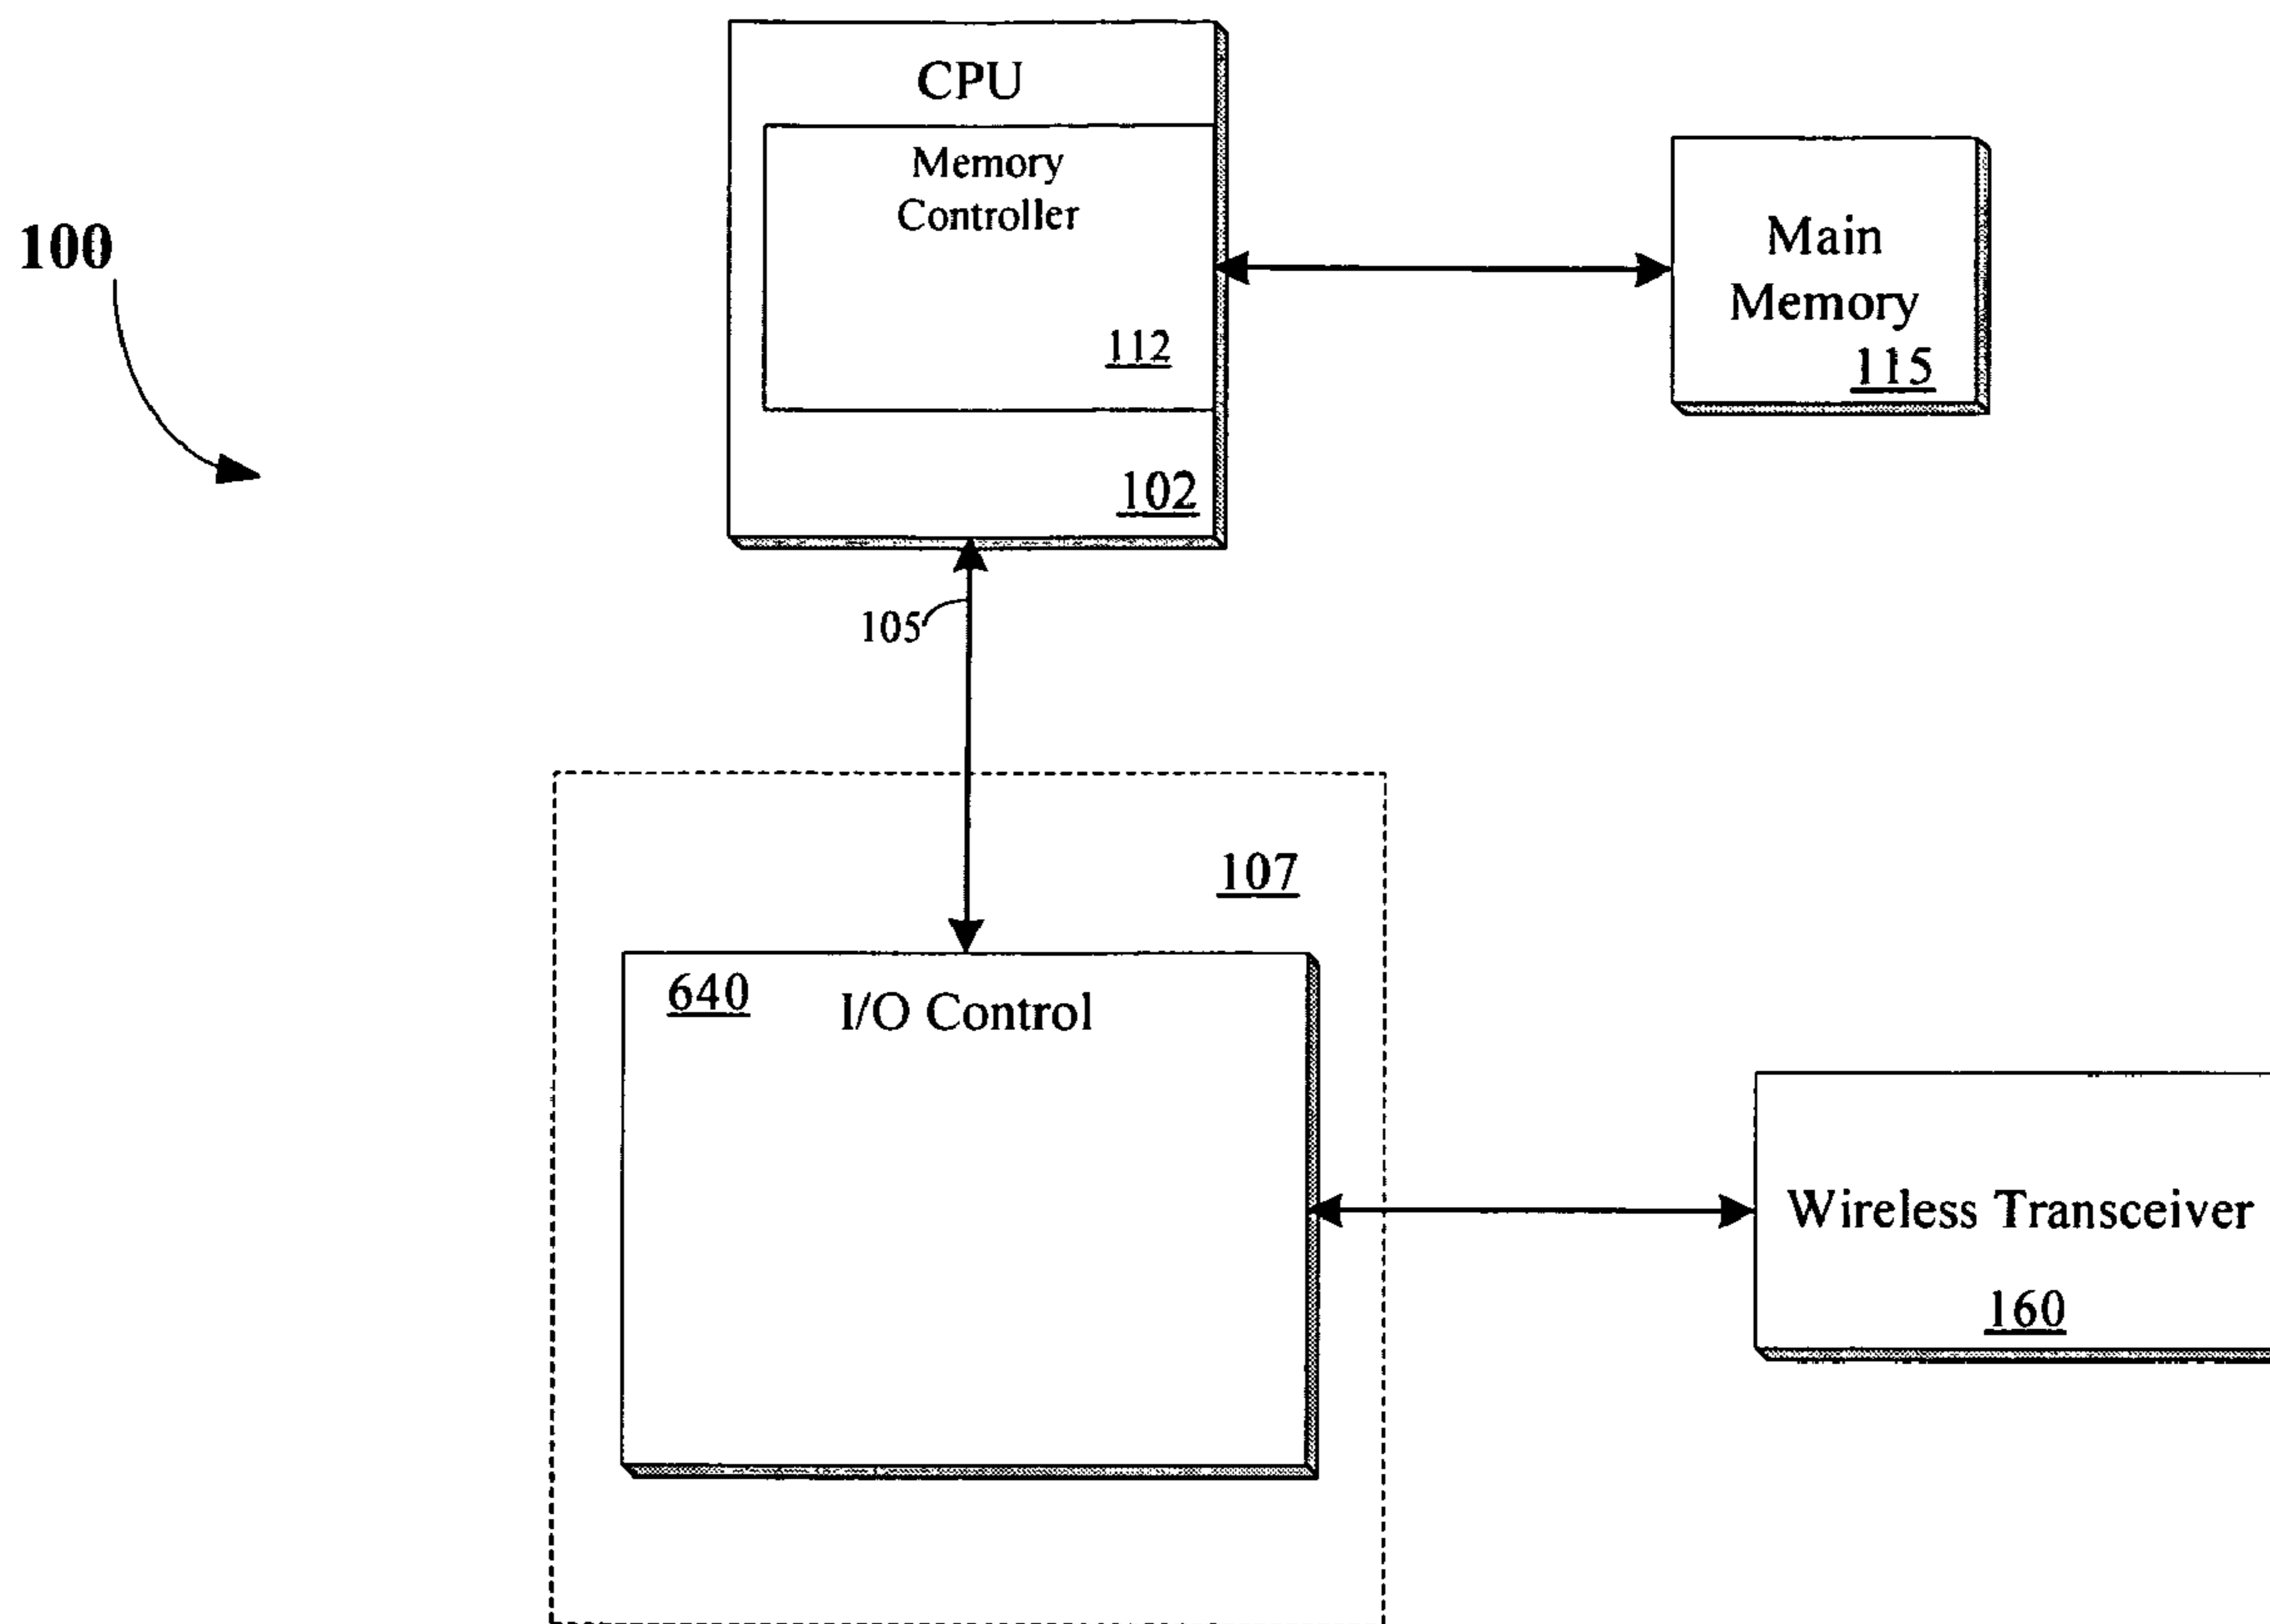 CPU
Memory
Controller
112
102
100
Main
Memory
115
105
107
640
I/O Control
Wireless Transceiver
160